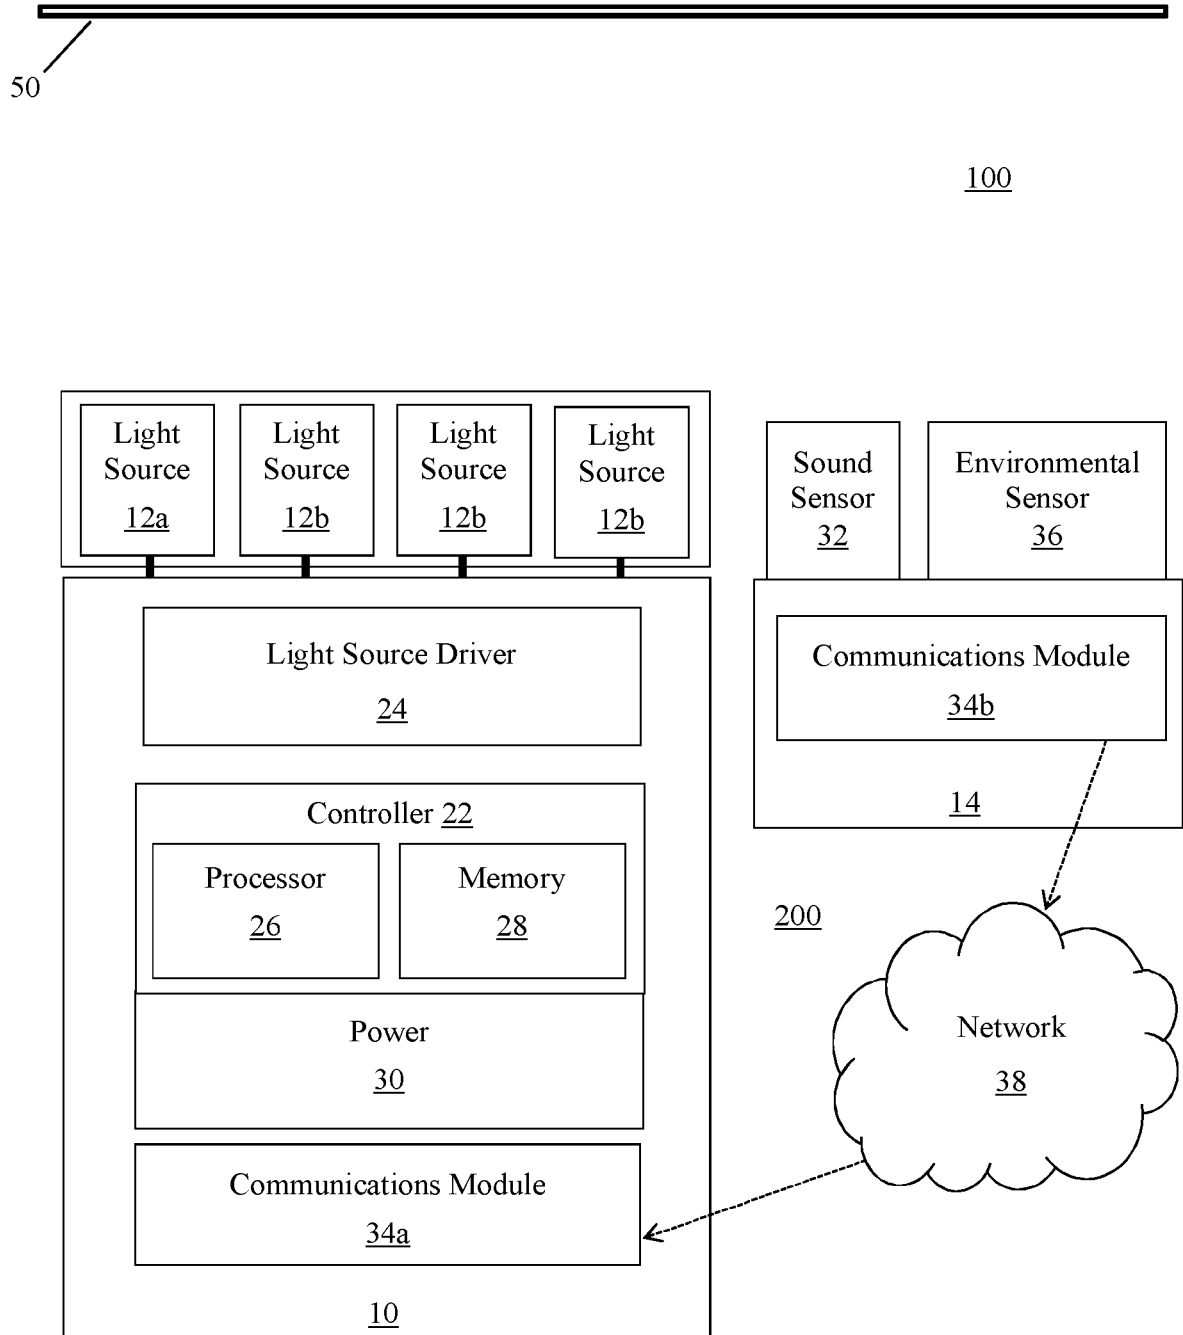 50
100
Light
Source
12a
Light
Source
12b
Light
Source
12b
Light
Source
12b
Sound
Sensor
32
Environmental
Sensor
36
Light Source Driver
24
Communications Module
34b
14
Controller 22
Processor
26
Memory
28
200
Power
30
Network
38
Communications Module
34a
10